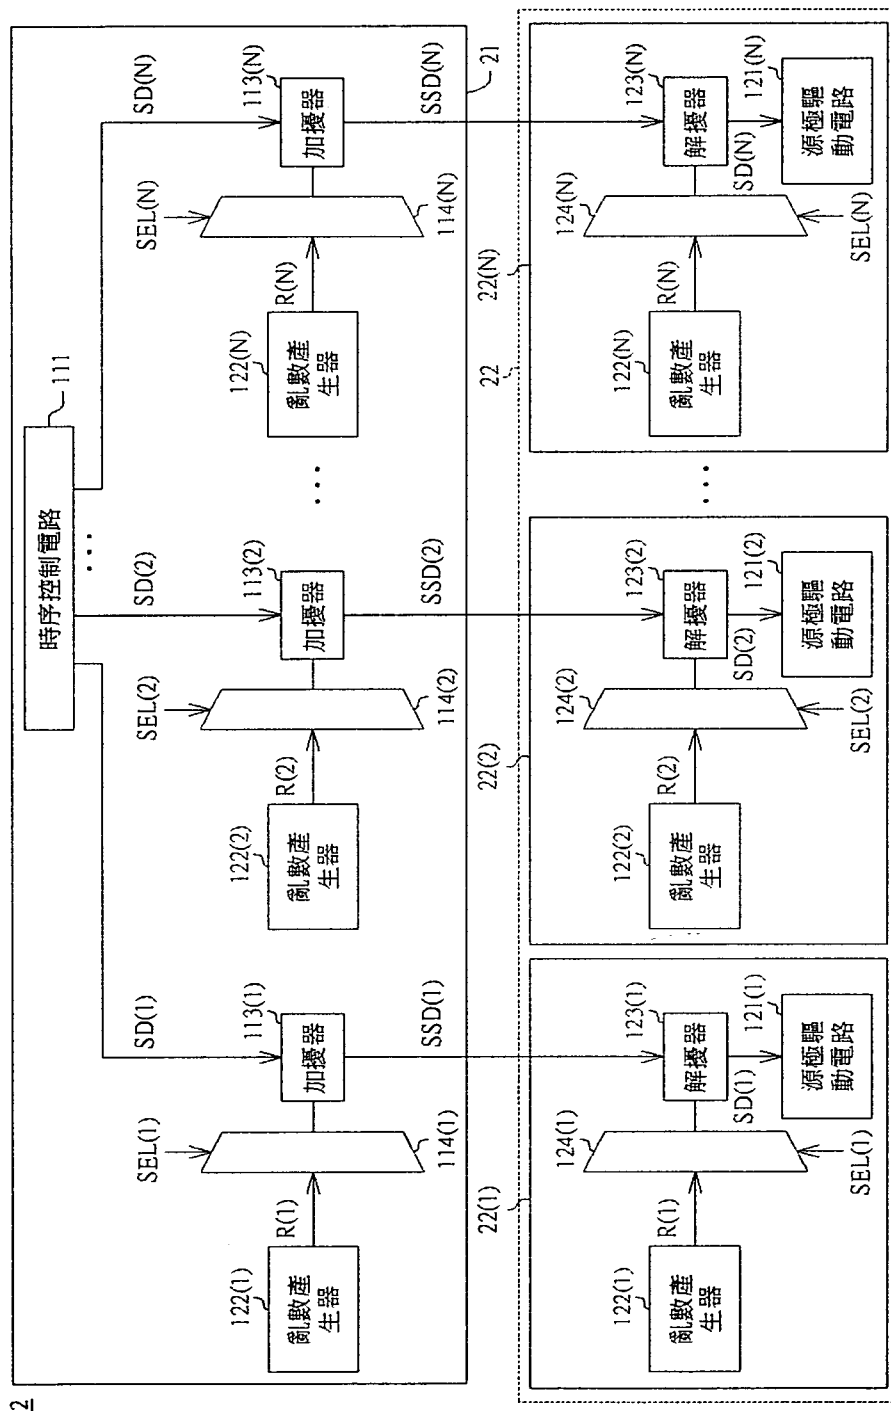 2
時序控制電路
111
SD(1)
SD(2)
...
SD(N)
SEL(1)
113(1)
加擾器
SEL(2)
113(2)
加擾器
SEL(N)
113(N)
加擾器
122(1)
亂數產
生器
R(1)
114(1)
SSD(1)
122(2)
亂數產
生器
R(2)
114(2)
SSD(2)
...
122(N)
亂數產
生器
R(N)
114(N)
SSD(N)
21
22(1)
124(1)
123(1)
解擾器
122(1)
亂數產
生器
R(1)
SD(1)
121(1)
源極驅
動電路
SEL(1)
22(2)
124(2)
123(2)
解擾器
122(2)
亂數產
生器
R(2)
SD(2)
121(2)
源極驅
動電路
SEL(2)
...
22
22(N)
124(N)
123(N)
解擾器
122(N)
亂數產
生器
R(N)
SD(N)
121(N)
源極驅
動電路
SEL(N)